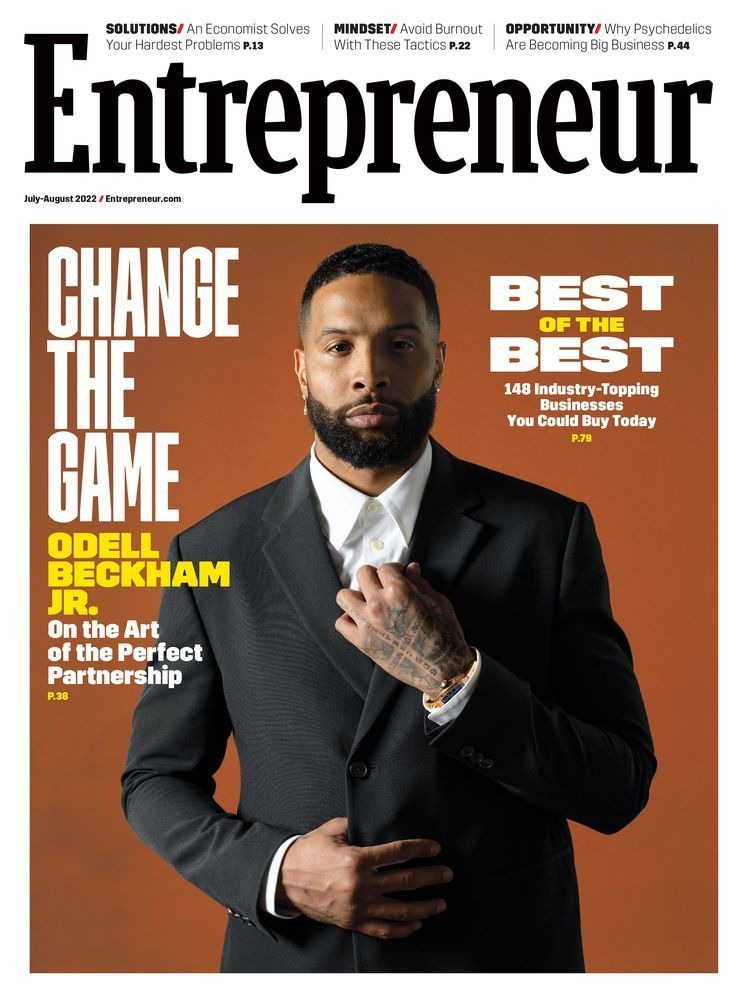 SOLUTIONS/ An Economist Solves
Your Hardest Problems P.13
MINDSET/ Avoid Burnout
With These Tactics P.22
OPPORTUNITY/ Why Psychedelics
Are Becoming Big Business P.44
Entrepreneur
July-August 2022 / Entrepreneur.com
CHANGE
THE
GAME
ODELL
BECKHAM
JR.
On the Art
of the Perfect
Partnership
P.38
BEST
OF THE
BEST
148 Industry-Topping
Businesses
You Could Buy Today
P.79